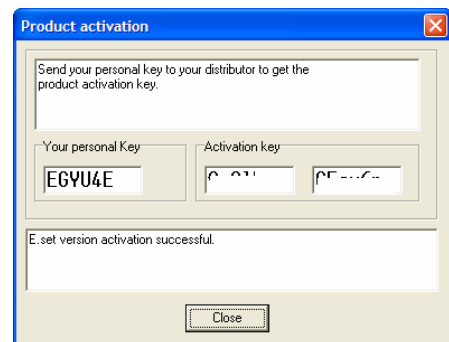 Product activation
Send your personal key to your distributor to get the
product activation key.
Your personal Key
Activation key
EGYU4E
E.set version activation successful.
Close